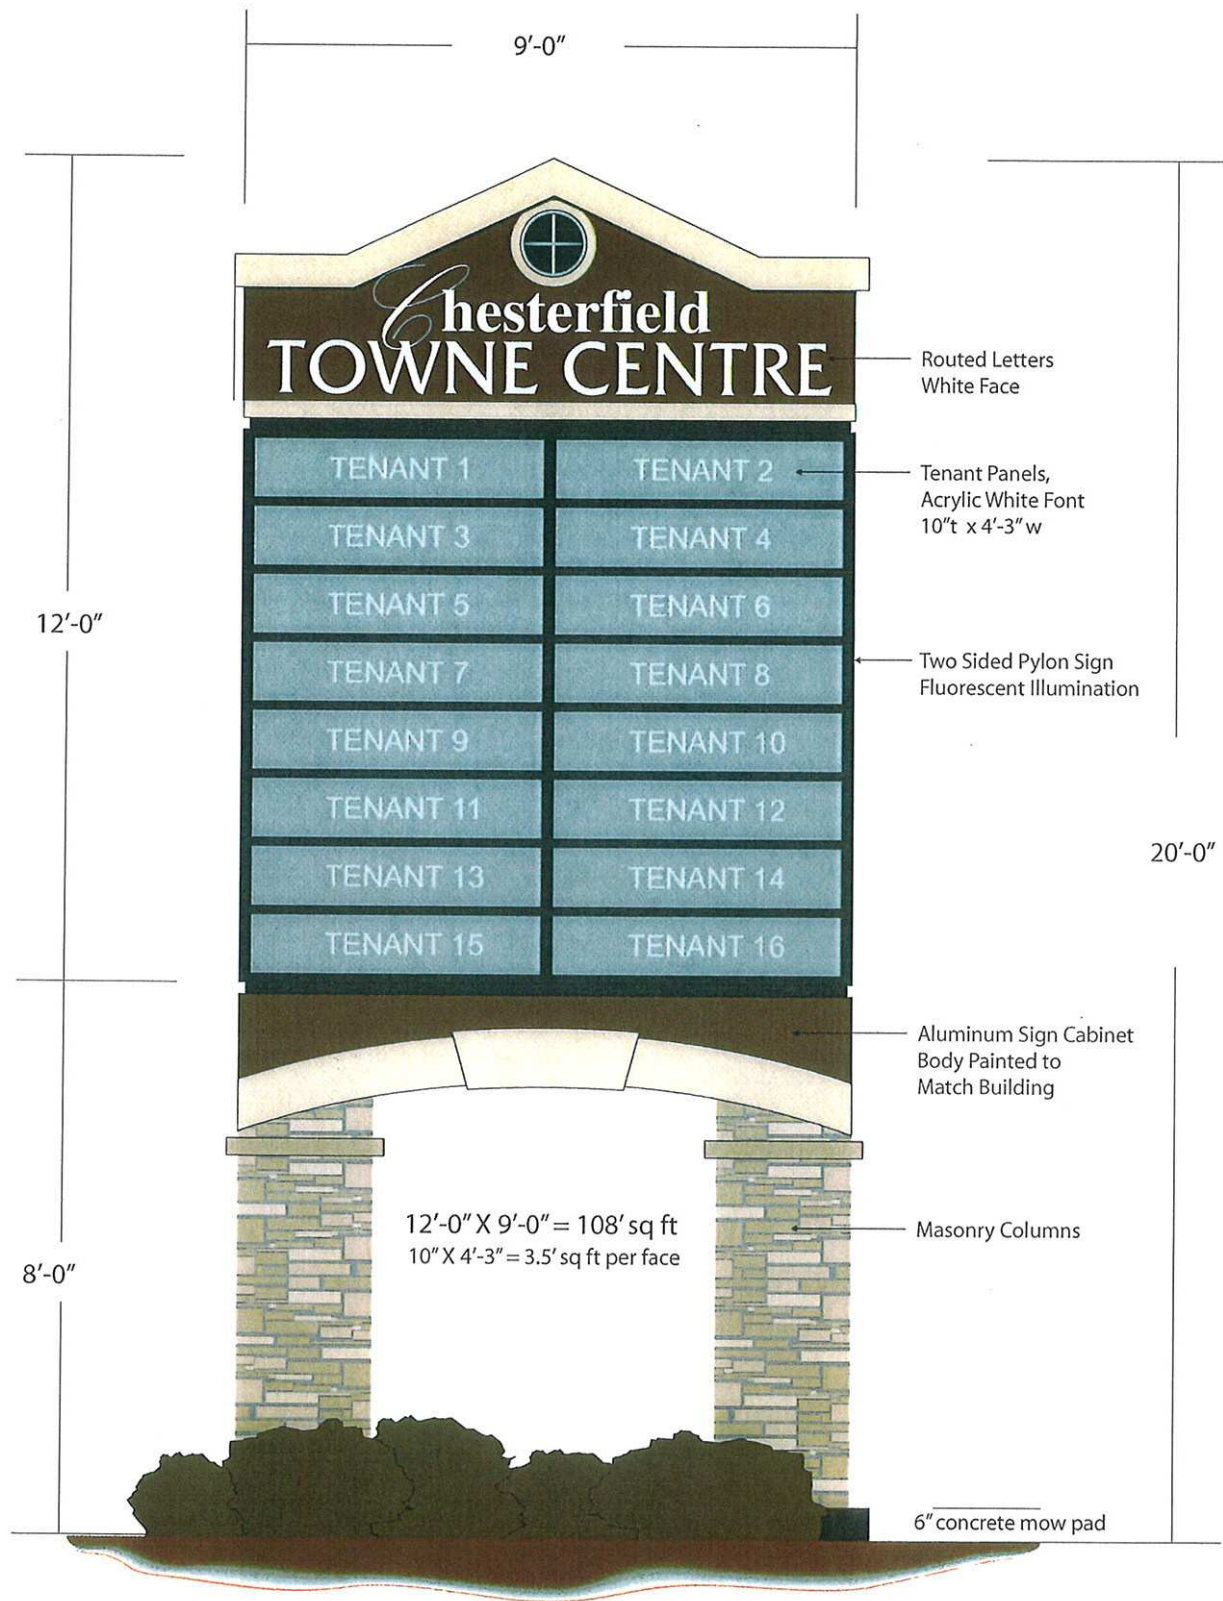 9'-0"
Chesterfield
TOWNE CENTRE
Routed Letters
White Face
TENANT 1
TENANT 2
Tenant Panels,
Acrylic White Font
10"t x 4'-3" w
TENANT 3
TENANT 4
TENANT 5
TENANT 6
12'-0"
TENANT 7
TENANT 8
Two Sided Pylon Sign
Fluorescent Illumination
TENANT 9
TENANT 10
TENANT 11
TENANT 12
20'-0"
TENANT 13
TENANT 14
TENANT 15
TENANT 16
Aluminum Sign Cabinet
Body Painted to
Match Building
12'-0" X 9'-0" = 108' sq ft
10" X 4'-3" = 3.5' sq ft per face
Masonry Columns
8'-0"
6" concrete mow pad